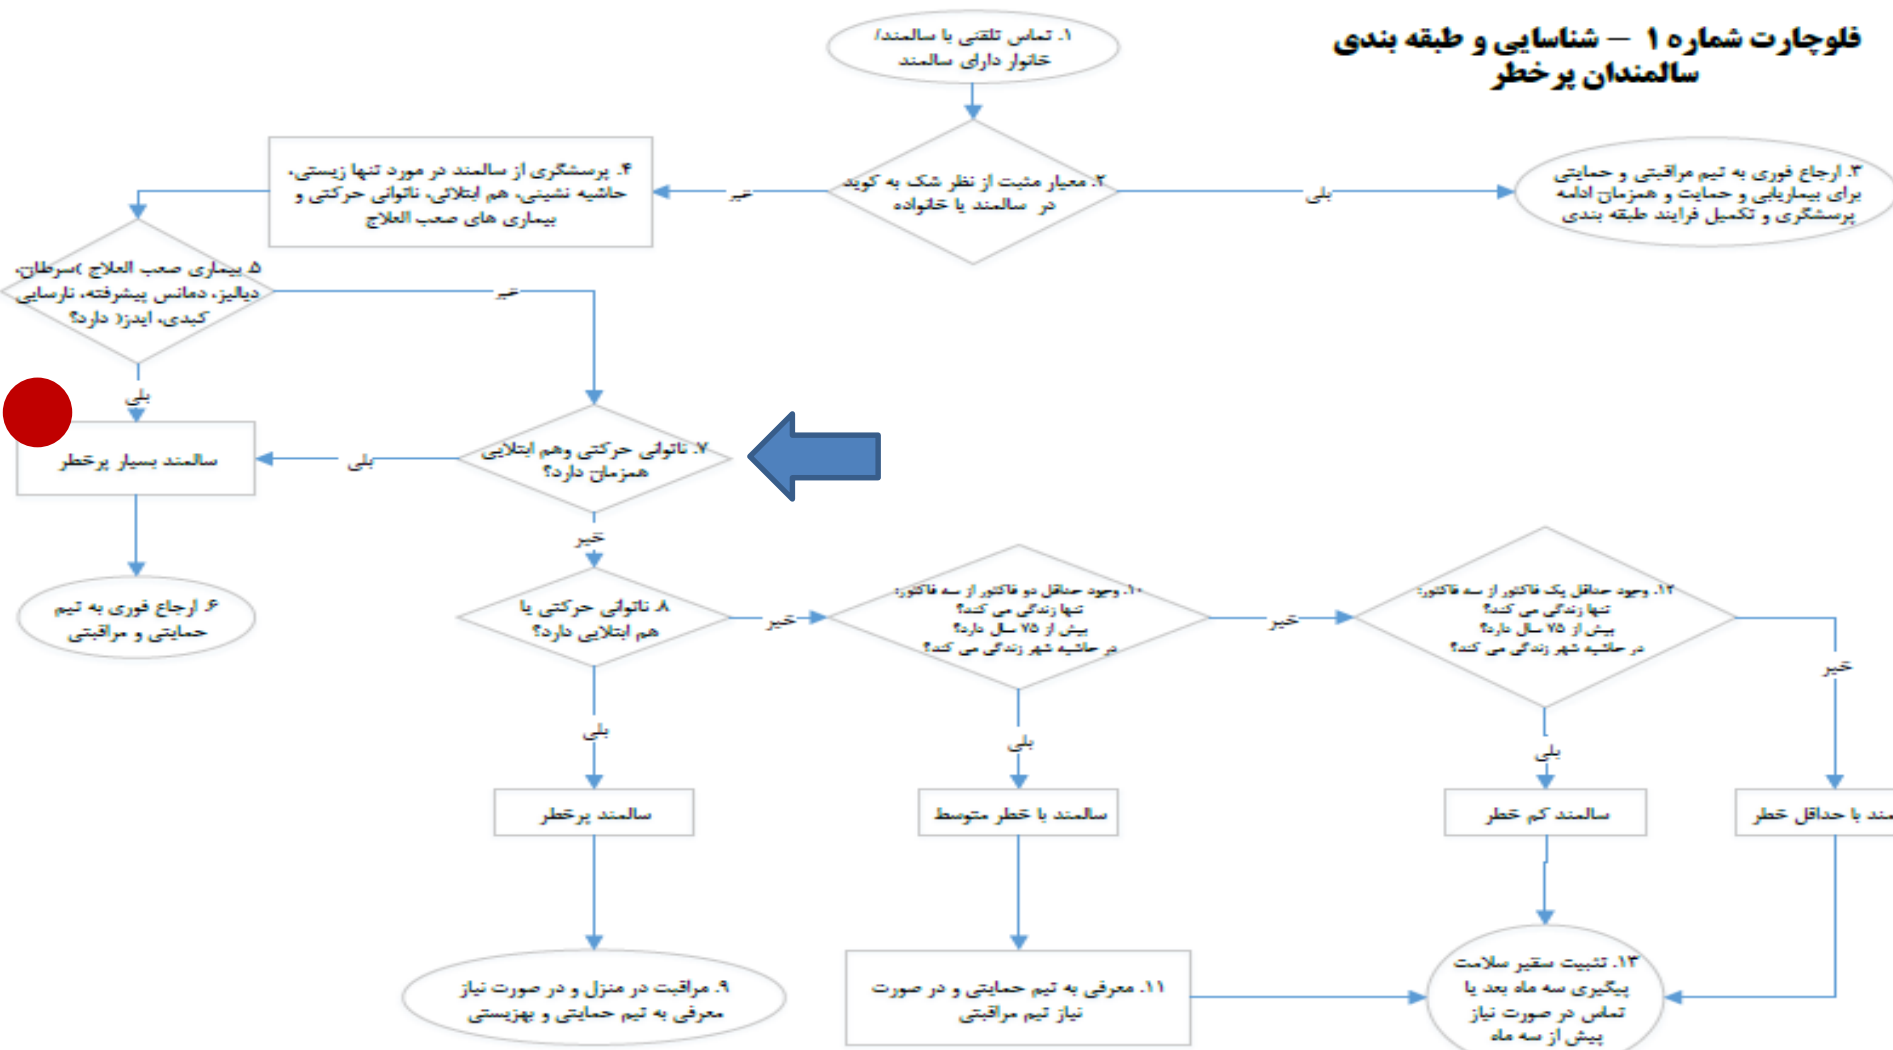 فلوچارت شماره ۱ – شناسایی و طبقه بندی
سالمندان پرخطر
۱. تماس تلفنی با سالمند/
خانوار دارای سالمند
۲. معیار مثبت از نظر شک به کوید
در سالمند یا خانواده
بلی
خیر
۳. ارجاع فوری به تیم مراقبتی و حمایتی
برای بیماریابی و حمایت و همزمان ادامه
پرسشگری و تکمیل فرایند طبقه بندی
۴. پرسشگری از سالمند در مورد تنها زیستی،
حاشیه نشینی، هم ابتلائی، ناتوانی حرکتی و
بیماری های صعب العلاج
۵. بیماری صعب العلاج )سرطان،
دیالیز، دمانس پیشرفته، نارسایی
کبدی، ایدز( دارد؟
خیر
بلی
سالمند بسیار پرخطر
۶. ارجاع فوری به تیم
حمایتی و مراقبتی
۷. ناتوانی حرکتی وهم ابتلایی
همزمان دارد؟
بلی
خیر
۸. ناتوانی حرکتی یا
هم ابتلایی دارد؟
خیر
بلی
سالمند پرخطر
۹. مراقبت در منزل و در صورت نیاز
معرفی به تیم حمایتی و بهزیستی
۱۰. وجود حداقل دو فاکتور از سه فاکتور:
تنها زندگی می کند؟
بیش از ۷۵ سال دارد؟
در حاشیه شهر زندگی می کند؟
خیر
بلی
سالمند با خطر متوسط
۱۱. معرفی به تیم حمایتی و در صورت
نیاز تیم مراقبتی
۱۲. وجود حداقل یک فاکتور از سه فاکتور:
تنها زندگی می کند؟
بیش از ۷۵ سال دارد؟
در حاشیه شهر زندگی می کند؟
خیر
بلی
سالمند کم خطر
مند با حداقل خطر
۱۳. تثبیت سفیر سلامت
پیگیری سه ماه بعد یا
تماس در صورت نیاز
پیش از سه ماه